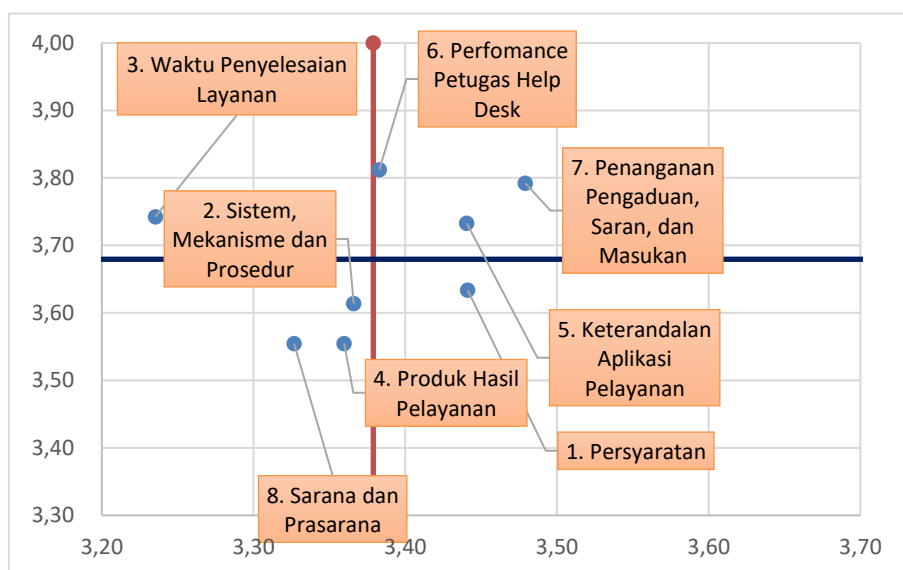 4,00
3,90
3,80
3,70
3,60
3,50
3,40
3,30
3,20
3,30
3,40
3,50
3,60
3,70
3. Waktu Penyelesaian
Layanan
6. Perfomance
Petugas Help
Desk
7. Penanganan
Pengaduan,
Saran, dan
Masukan
2. Sistem,
Mekanisme dan
Prosedur
5. Keterandalan
Aplikasi
Pelayanan
4. Produk Hasil
Pelayanan
1. Persyaratan
8. Sarana dan
Prasarana